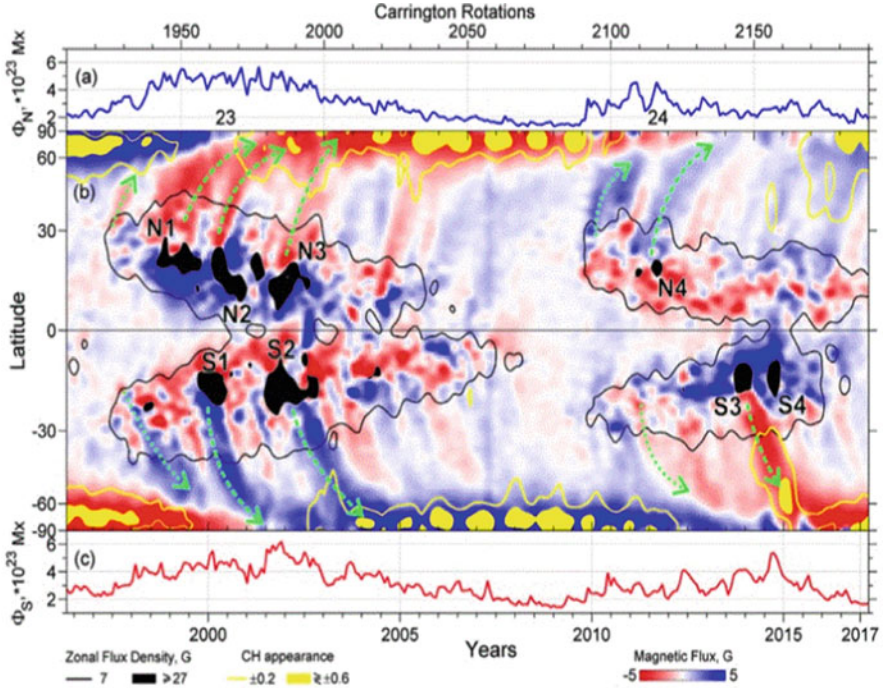 Carrington Rotations
1950 2000 2050 2100 2150
ΦN, *10^23 Mx
6
4
2
(a)
23 24
Latitude
90
60
30
0
-30
-60
-90
(b)
N1
N2
N3
N4
S1
S2
S3 S4
ΦS, *10^23 Mx
6
4
2
(c)
2000 2005 2010 2015 2017
Years
Zonal Flux Density, G CH appearance Magnetic Flux, G
7 ⩾27 ±0.2 ⩾±0.6 -5 5